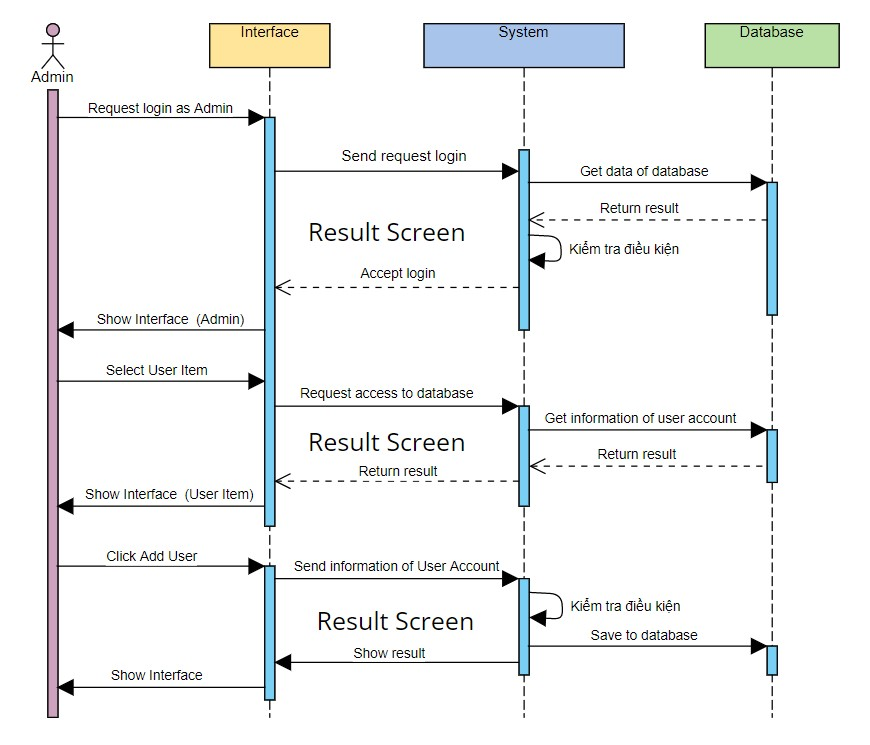 Interface
System
Database
Admin
Request login as Admin
Send request login
Get data of database
Return result
Result Screen
Kiểm tra điều kiện
Accept login
Show Interface (Admin)
Select User Item
Request access to database
Get information of user account
Result Screen
Return result
Return result
Show Interface (User Item)
Click Add User
Send information of User Account
Kiểm tra điều kiện
Result Screen
Save to database
Show result
Show Interface